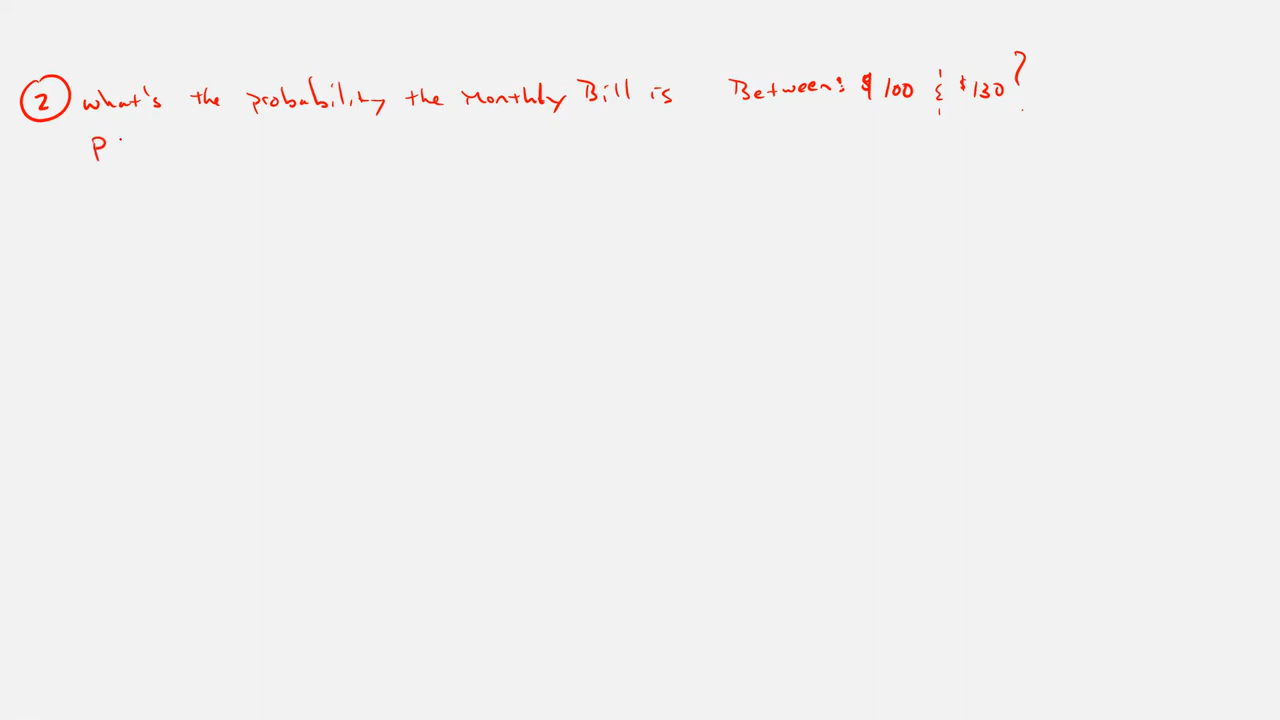 ② what's the probability the Monthly Bill is Between: $100 & $130?
P